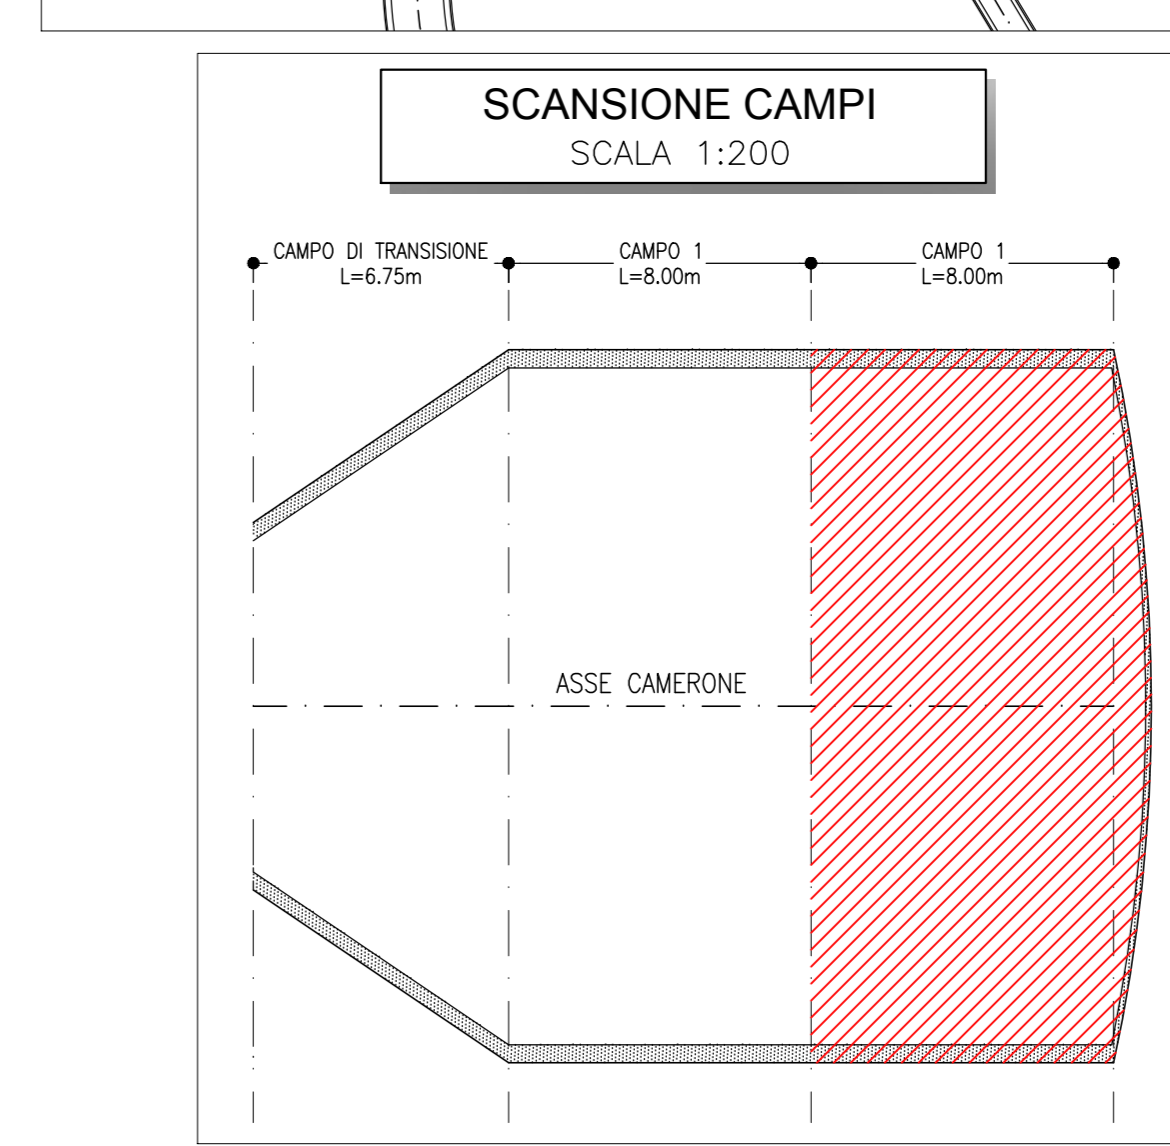 SCANSIONE CAMPI
SCALA 1:200
CAMPO DI TRANSISIONE
L=6.75m
CAMPO 1
L=8.00m
CAMPO 1
L=8.00m
ASSE CAMERONE